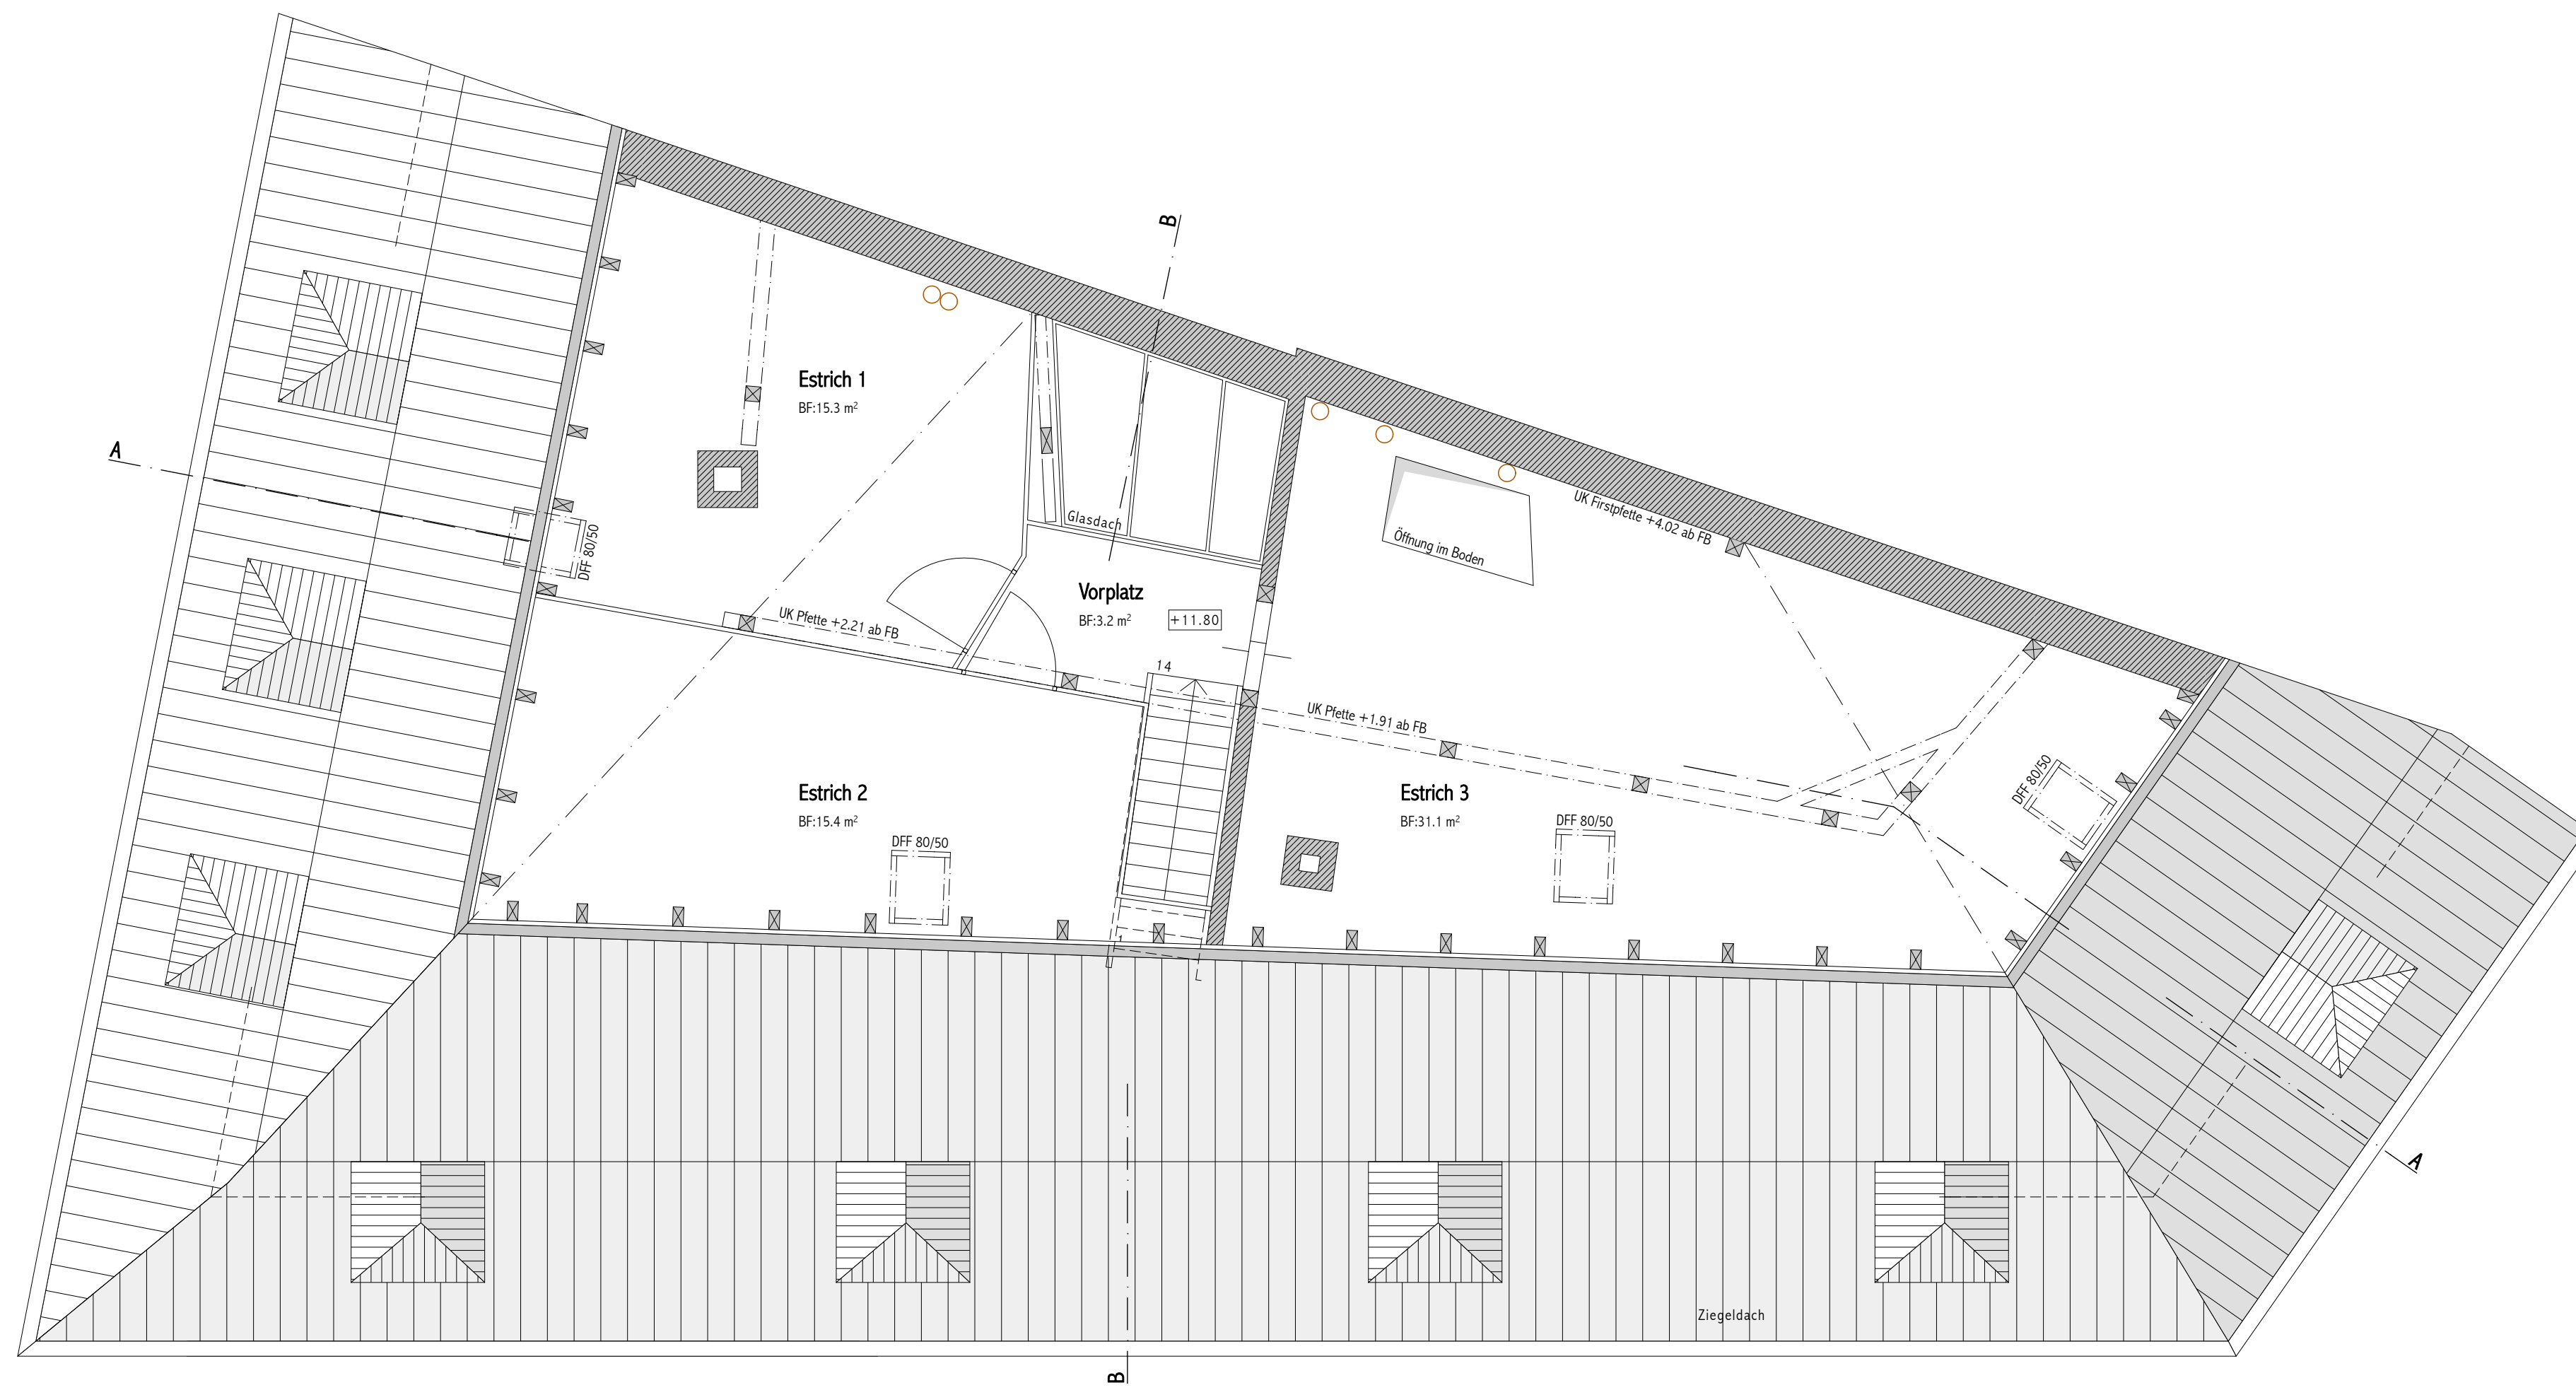 B
A
Estrich 1
BF:15.3 m²
DFF 80/50
Glasdach
Öffnung im Boden
UK Firstpfette +4.02 ab FB
Vorplatz
BF:3.2 m²
+11.80
UK Pfette +2.21 ab FB
14
UK Pfette +1.91 ab FB
Estrich 2
BF:15.4 m²
DFF 80/50
Estrich 3
BF:31.1 m²
DFF 80/50
DFF 80/50
1
A
Ziegeldach
B